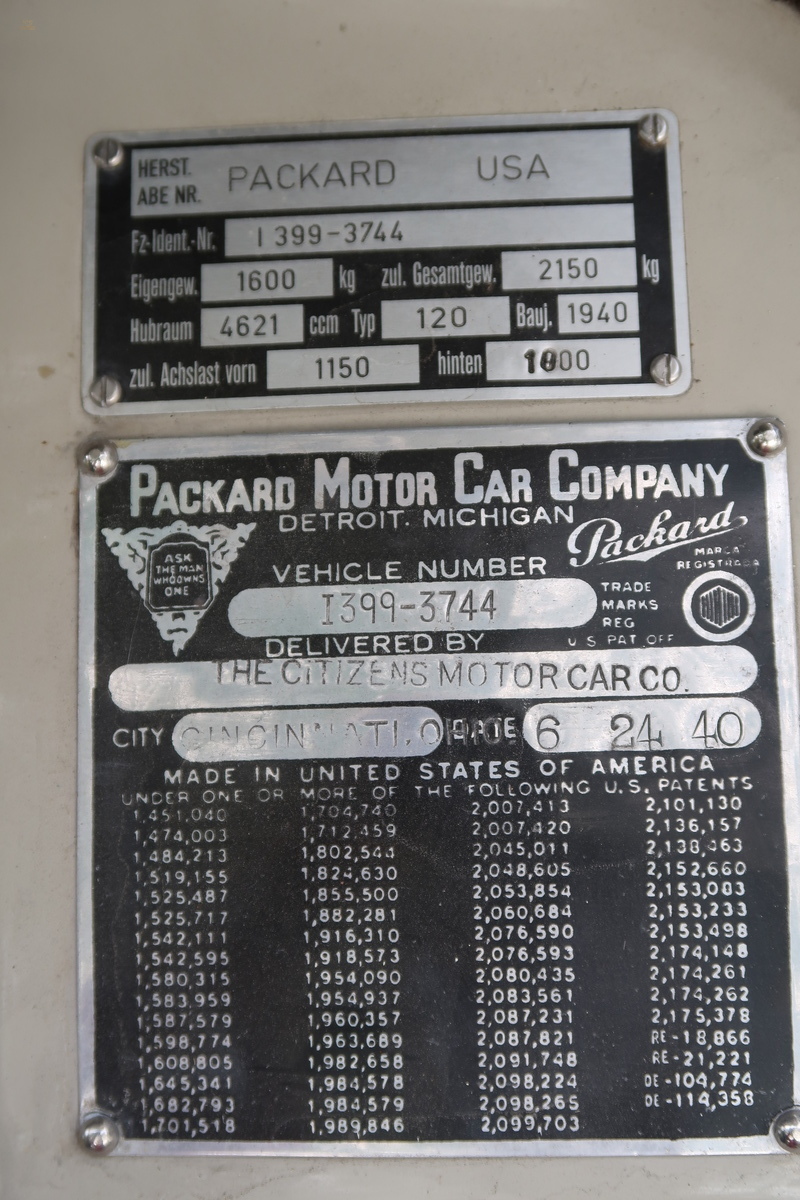 HERST.
ABE NR. PACKARD USA
Fz-Ident.-Nr. I 399-3744
Eigengew. 1600 kg zul. Gesamtgew. 2150 kg
Hubraum 4621 ccm Typ 120 Bauj. 1940
zul. Achslast vorn 1150 hinten 1000
PACKARD MOTOR CAR COMPANY
DETROIT. MICHIGAN
Packard
MARCA
REGISTRADA
ASK
THE MAN
WHO OWNS
ONE
VEHICLE NUMBER
I399-3744
TRADE
MARKS
REG
U S PAT OFF
DELIVERED BY
THE CITIZENS MOTOR CAR CO.
CITY CINCINNATI, OHIO. DATE 6 24 40
MADE IN UNITED STATES OF AMERICA
UNDER ONE OR MORE OF THE FOLLOWING U.S. PATENTS
1,451,040 1,704,740 2,007,413 2,101,130
1,474,003 1,712,459 2,007,420 2,136,157
1,484,213 1,802,544 2,045,011 2,138,463
1,519,155 1,824,630 2,048,605 2,152,660
1,525,487 1,855,500 2,053,854 2,153,083
1,525,717 1,882,281 2,060,684 2,153,233
1,542,111 1,916,310 2,076,590 2,153,498
1,542,595 1,918,573 2,076,593 2,174,148
1,580,315 1,954,090 2,080,435 2,174,261
1,583,959 1,954,937 2,083,561 2,174,262
1,587,579 1,960,357 2,087,231 2,175,378
1,598,774 1,963,689 2,087,821 RE-18,866
1,608,805 1,982,658 2,091,748 RE-21,221
1,645,341 1,984,578 2,098,224 DE-104,774
1,682,793 1,984,579 2,098,265 DE-114,358
1,701,518 1,989,846 2,099,703